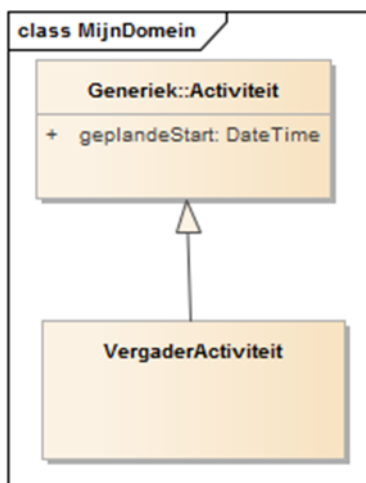 class MijnDomein
Generiek::Activiteit
+ geplandeStart: DateTime
VergaderActiviteit